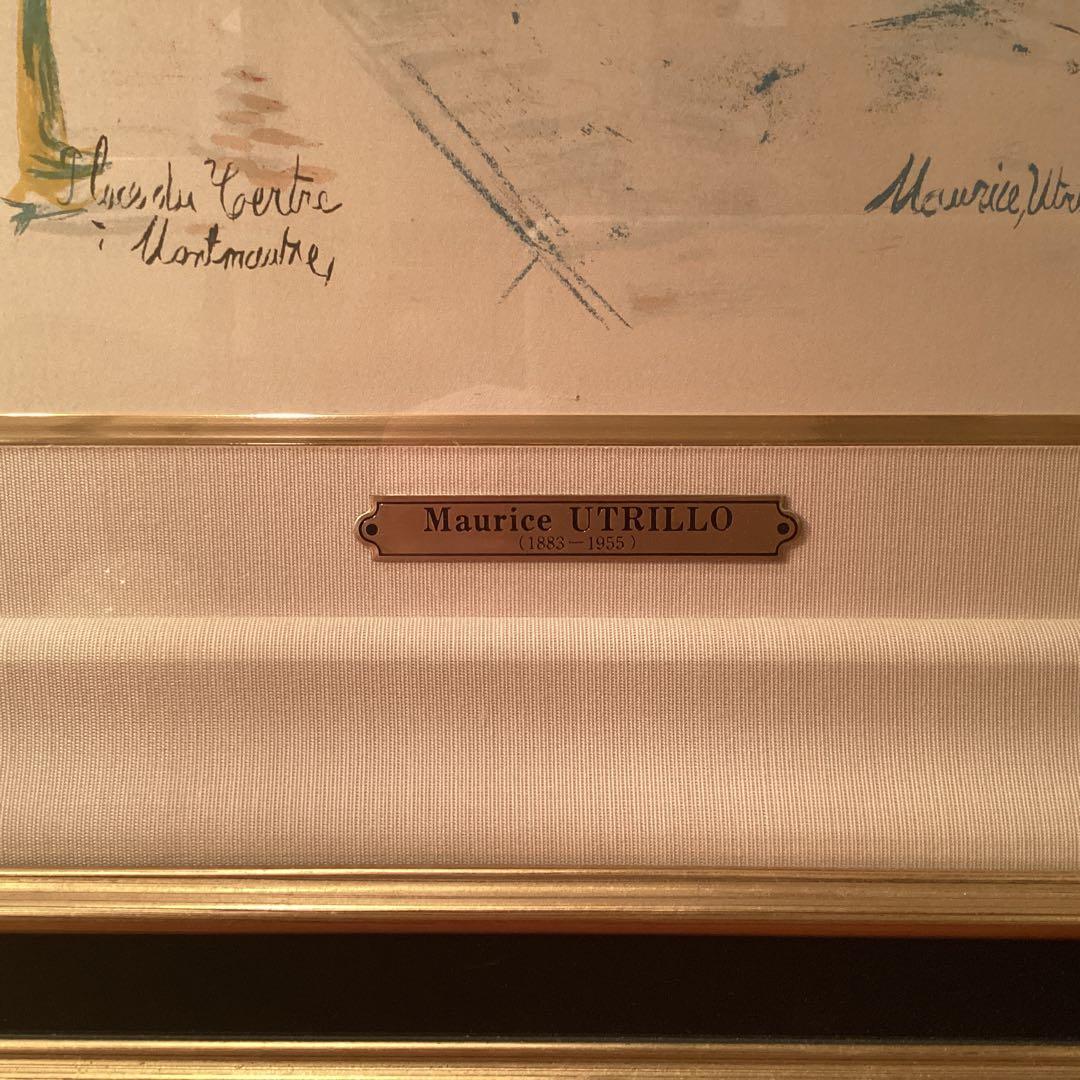 Place du Tertre
à Montmartre,
Maurice, Utr
Maurice UTRILLO
(1883—1955)